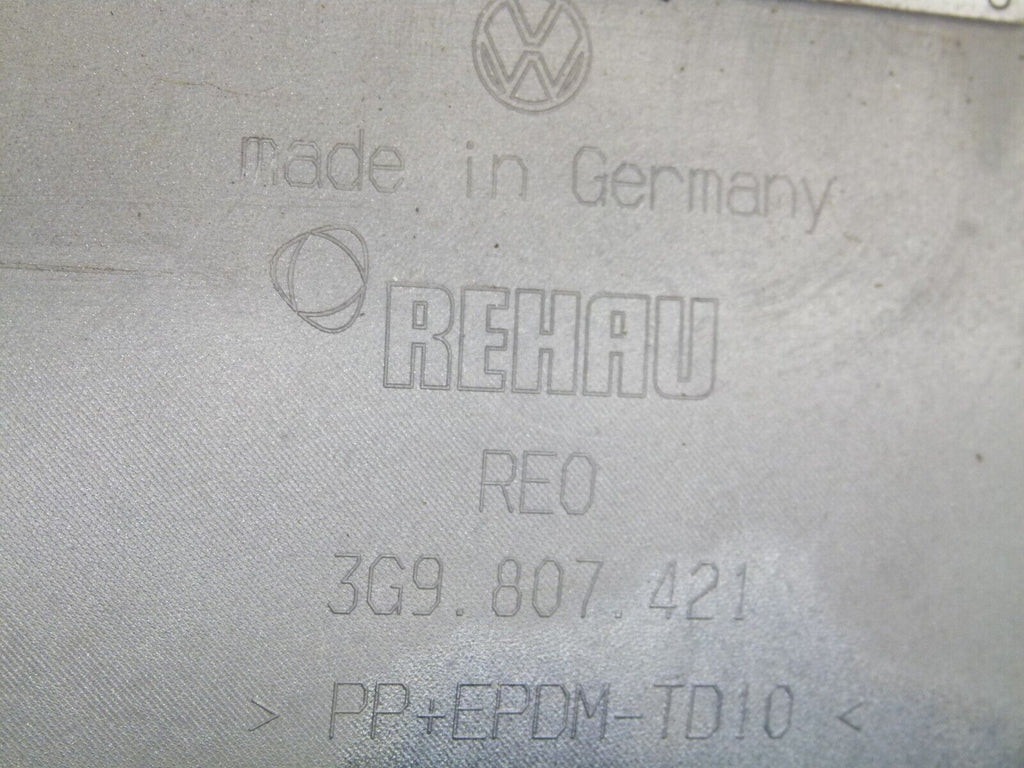 VW
made in Germany
REHAU
REO
3G9.807.421
> PP+EPDM-TD10 <